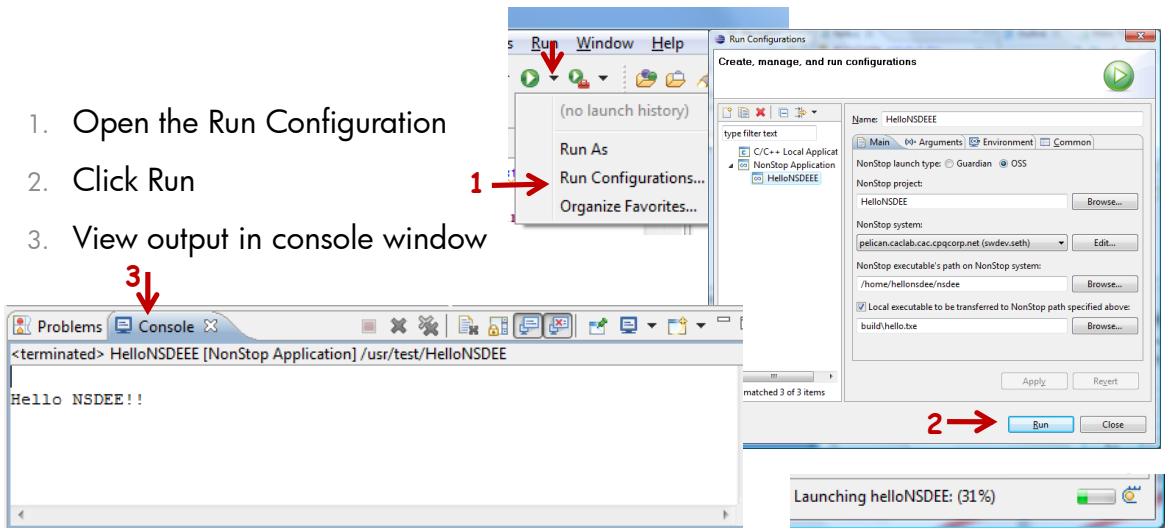 1. Open the Run Configuration
2. Click Run
3. View output in console window
s Run Window Help
(no launch history)
Run As
1
Run Configurations...
Organize Favorites...
Run Configurations
Create, manage, and run configurations
type filter text
C/C++ Local Applicat
NonStop Application
HelloNSDEEE
matched 3 of 3 items
Name: HelloNSDEEE
Main Arguments Environment Common
NonStop launch type: Guardian OSS
NonStop project:
HelloNSDEE Browse...
NonStop system:
pelican.caclab.cac.cpqcorp.net (swdev.seth) Edit...
NonStop executable's path on NonStop system:
/home/hellonsdee/nsdee Browse...
Local executable to be transferred to NonStop path specified above:
build\hello.txe Browse...
Apply Revert
2
Run Close
3
Problems Console
<terminated> HelloNSDEEE [NonStop Application] /usr/test/HelloNSDEE
Hello NSDEE!!
Launching helloNSDEE: (31%)